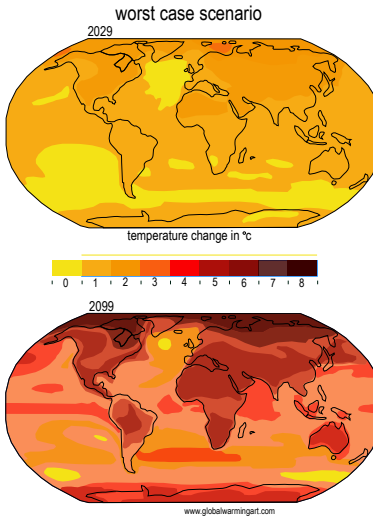 worst case scenario
2029
temperature change in ºc
0 1 2 3 4 5 6 7 8
2099
www.globalwarmingart.com